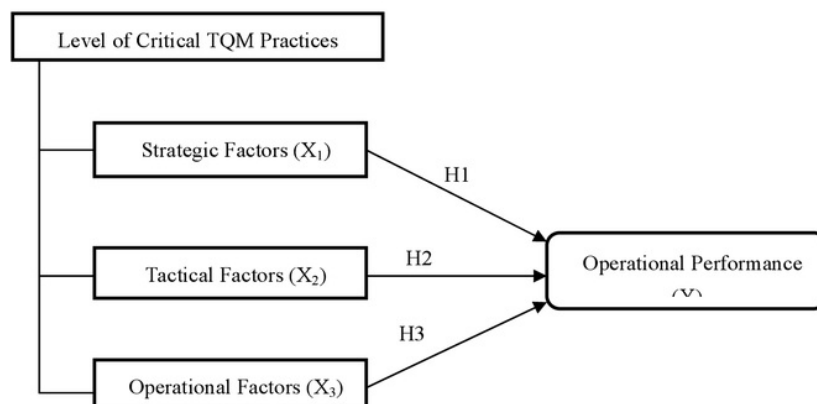 Level of Critical TQM Practices
Strategic Factors (X₁)
H1
Tactical Factors (X₂)
H2
Operational Performance
H3
Operational Factors (X₃)